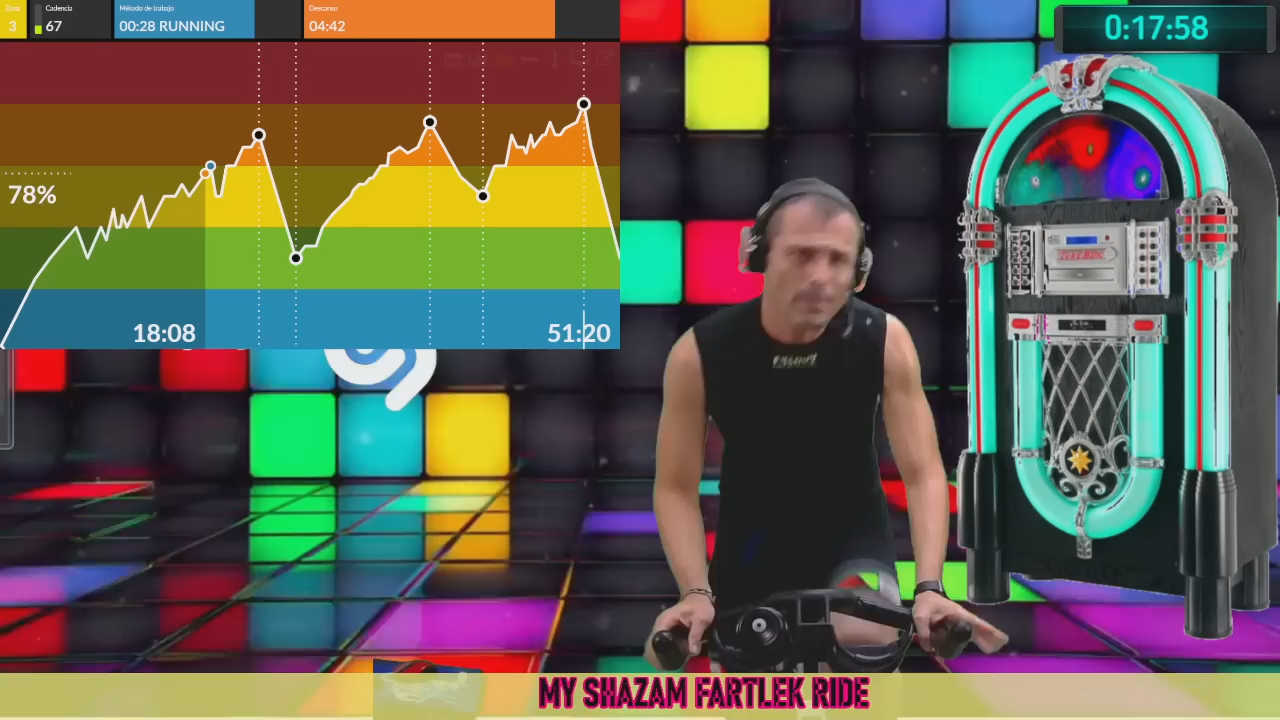 Zona
3
Cadencia
67
Método de trabajo
00:28 RUNNING
Descanso
04:42
0:17:58
78%
18:08
51:20
MY SHAZAM FARTLEK RIDE